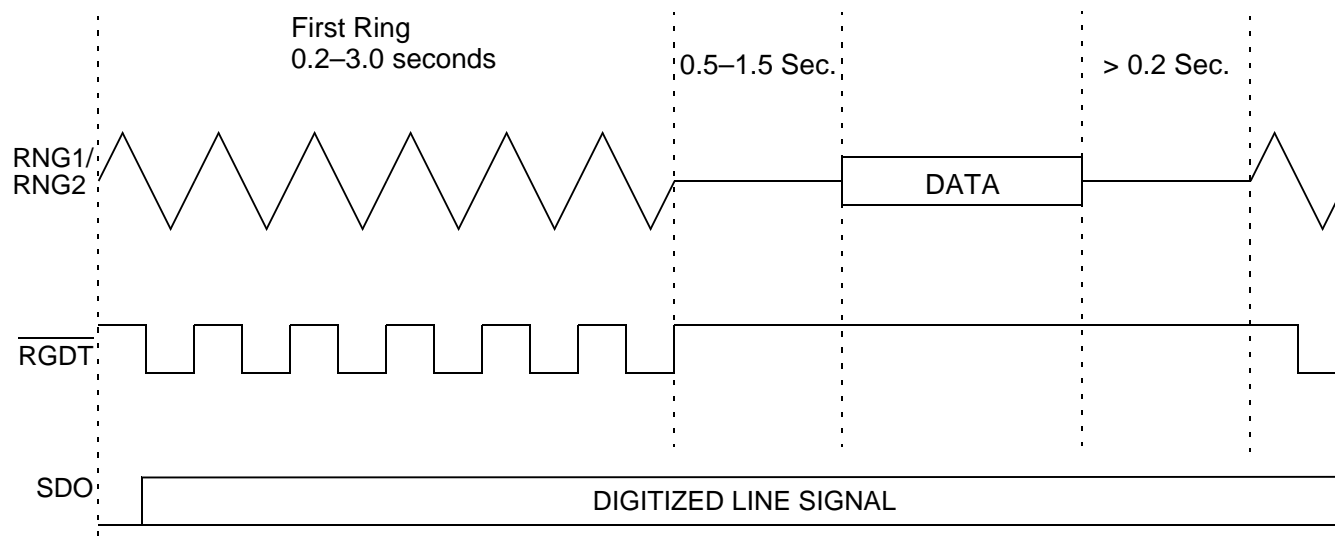 First Ring
0.2–3.0 seconds
0.5–1.5 Sec.
> 0.2 Sec.
RNG1/
RNG2
DATA
RGDT
SDO
DIGITIZED LINE SIGNAL